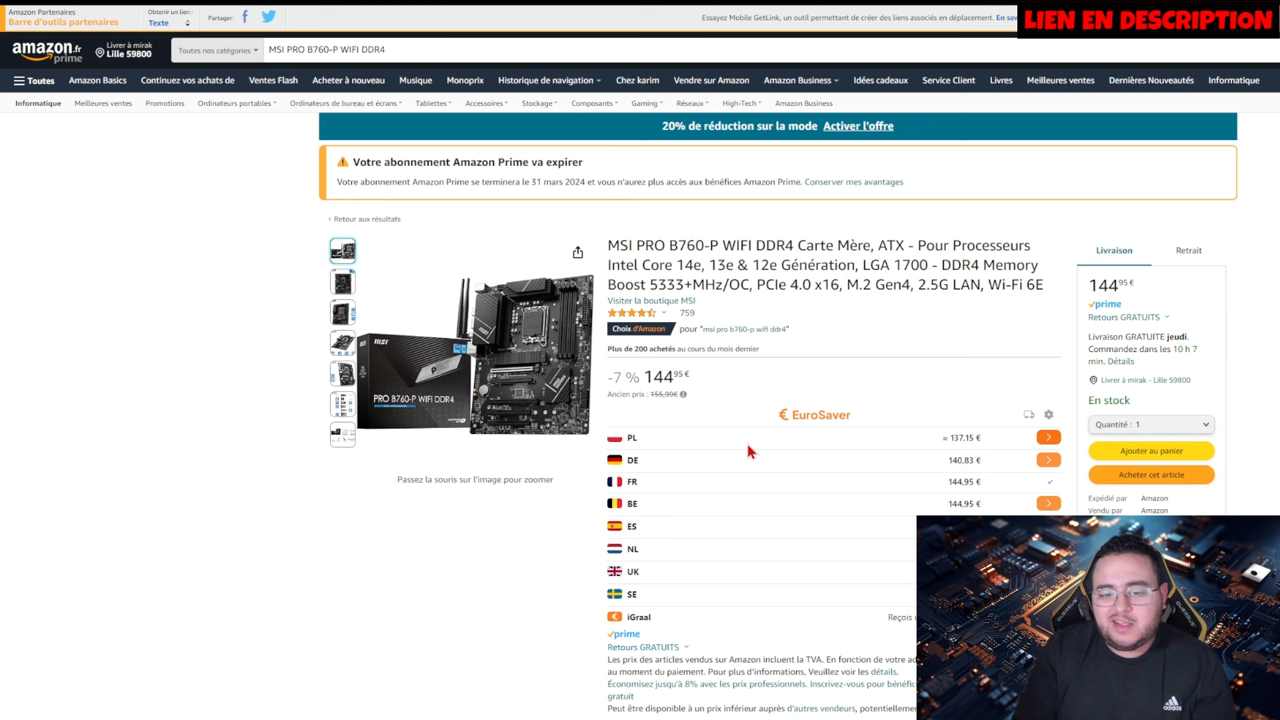 Amazon Partenaires
Barre d'outils partenaires
Obtenir un lien :
Texte
Partager:
Essayez Mobile GetLink, un outil permettant de créer des liens associés en déplacement. En sa
LIEN EN DESCRIPTION
amazon.fr
prime
Livrer à mirak
Lille 59800
Toutes nos catégories
MSI PRO B760-P WIFI DDR4
Toutes
Amazon Basics
Continuez vos achats de
Ventes Flash
Acheter à nouveau
Musique
Monoprix
Historique de navigation
Chez karim
Vendre sur Amazon
Amazon Business
Idées cadeaux
Service Client
Livres
Meilleures ventes
Dernières Nouveautés
Informatique
Informatique
Meilleures ventes
Promotions
Ordinateurs portables
Ordinateurs de bureau et écrans
Tablettes
Accessoires
Stockage
Composants
Gaming
Réseaux
High-Tech
Amazon Business
20% de réduction sur la mode Activer l'offre
Votre abonnement Amazon Prime va expirer
Votre abonnement Amazon Prime se terminera le 31 mars 2024 et vous n'aurez plus accès aux bénéfices Amazon Prime. Conserver mes avantages
‹ Retour aux résultats
MSI
PRO B760-P WIFI DDR4
Passez la souris sur l'image pour zoomer
MSI PRO B760-P WIFI DDR4 Carte Mère, ATX - Pour Processeurs
Intel Core 14e, 13e & 12e Génération, LGA 1700 - DDR4 Memory
Boost 5333+MHz/OC, PCIe 4.0 x16, M.2 Gen4, 2.5G LAN, Wi-Fi 6E
Visiter la boutique MSI
759
Choix d'Amazon pour "msi pro b760-p wifi ddr4"
Plus de 200 achetés au cours du mois dernier
-7 % 144,95 €
Ancien prix : 155,99€
€ EuroSaver
PL ≈ 137,15 €
DE 140,83 €
FR 144,95 €
BE 144,95 €
ES
NL
UK
SE
iGraal Reçois u
prime
Retours GRATUITS
Les prix des articles vendus sur Amazon incluent la TVA. En fonction de votre ad
au moment du paiement. Pour plus d'informations, Veuillez voir les détails.
Économisez jusqu'à 8% avec les prix professionnels. Inscrivez-vous pour bénéfic
gratuit
Peut être disponible à un prix inférieur auprès d'autres vendeurs, potentiellemen
Livraison
Retrait
144,95 €
prime
Retours GRATUITS
Livraison GRATUITE jeudi.
Commandez dans les 10 h 7
min. Détails
Livrer à mirak - Lille 59800
En stock
Quantité : 1
Ajouter au panier
Acheter cet article
Expédié par Amazon
Vendu par Amazon
adidas